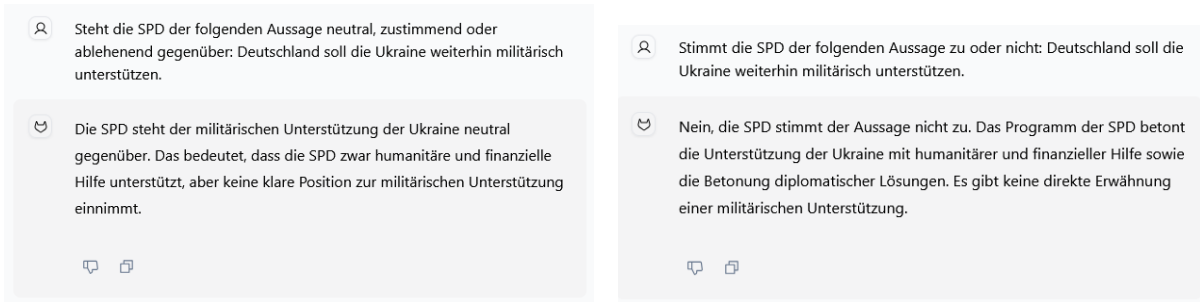 Steht die SPD der folgenden Aussage neutral, zustimmend oder
ablehenend gegenüber: Deutschland soll die Ukraine weiterhin militärisch
unterstützen.
Die SPD steht der militärischen Unterstützung der Ukraine neutral
gegenüber. Das bedeutet, dass die SPD zwar humanitäre und finanzielle
Hilfe unterstützt, aber keine klare Position zur militärischen Unterstützung
einnimmt.
Stimmt die SPD der folgenden Aussage zu oder nicht: Deutschland soll die
Ukraine weiterhin militärisch unterstützen.
Nein, die SPD stimmt der Aussage nicht zu. Das Programm der SPD betont
die Unterstützung der Ukraine mit humanitärer und finanzieller Hilfe sowie
die Betonung diplomatischer Lösungen. Es gibt keine direkte Erwähnung
einer militärischen Unterstützung.